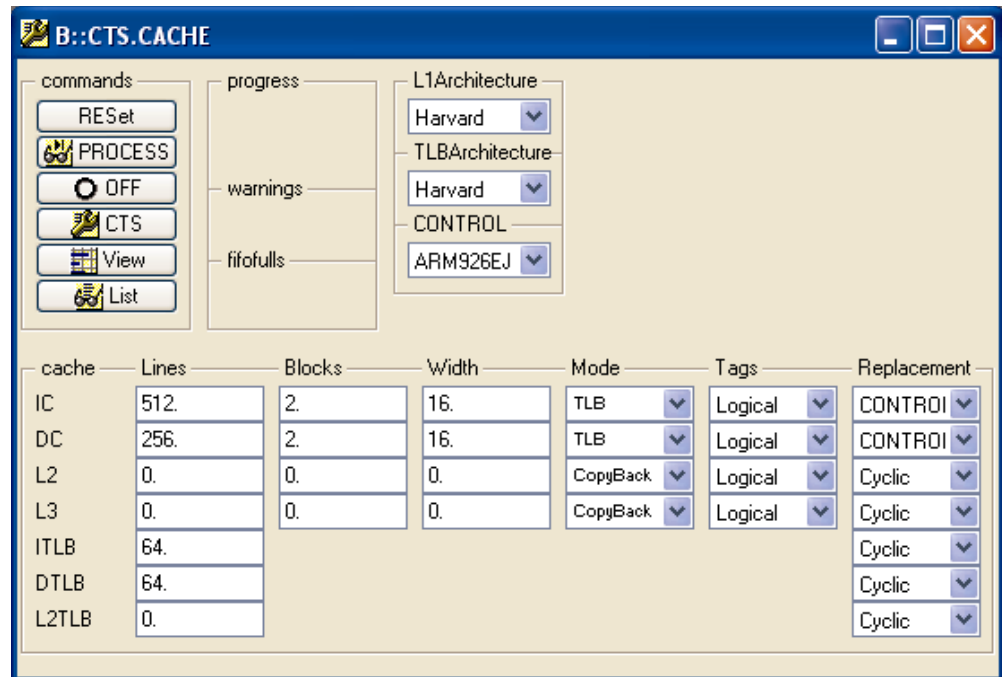 B::CTS.CACHE
commands
RESet
PROCESS
OFF
CTS
View
List
progress
warnings
fifofulls
L1Architecture
Harvard
TLBArchitecture
Harvard
CONTROL
ARM926EJ
cache Lines Blocks Width Mode Tags Replacement
IC 512. 2. 16. TLB Logical CONTROl
DC 256. 2. 16. TLB Logical CONTROl
L2 0. 0. 0. CopyBack Logical Cyclic
L3 0. 0. 0. CopyBack Logical Cyclic
ITLB 64. Cyclic
DTLB 64. Cyclic
L2TLB 0. Cyclic